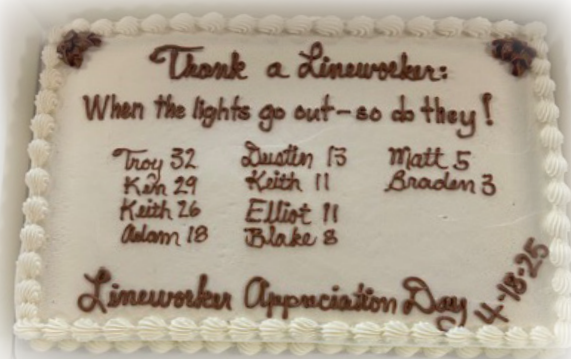 Thank a Lineworker:
When the lights go out - so do they!
Troy 32 Dustin 13 Matt 5
Ken 29 Keith 11 Braden 3
Keith 26 Elliot 11
Adam 18 Blake 8
Lineworker Appreciation Day
4-18-25